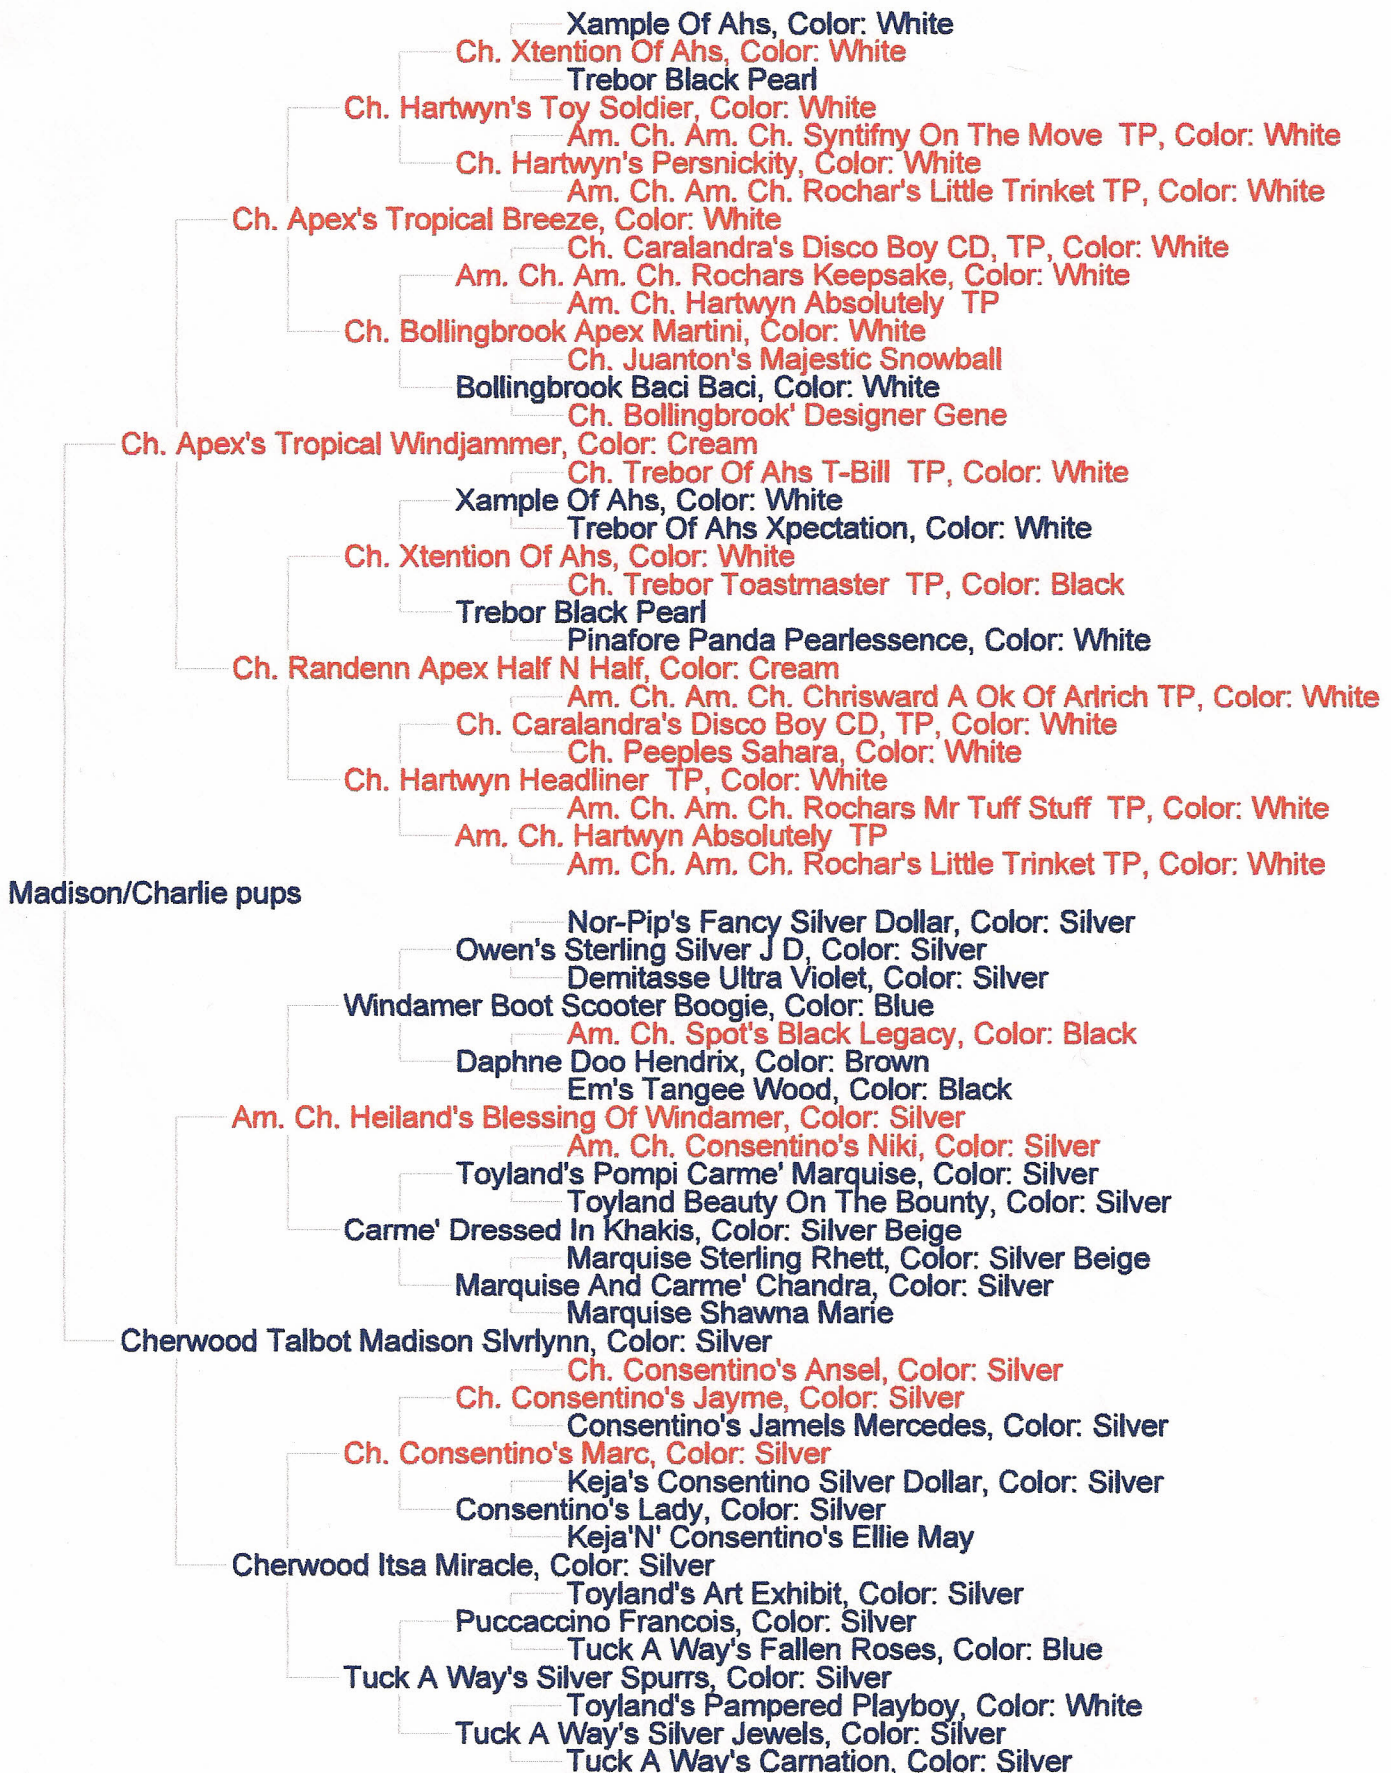 Xample Of Ahs, Color: White
Ch. Xtention Of Ahs, Color: White
Trebor Black Pearl
Ch. Hartwyn's Toy Soldier, Color: White
Am. Ch. Am. Ch. Syntifny On The Move TP, Color: White
Ch. Hartwyn's Persnickity, Color: White
Am. Ch. Am. Ch. Rochar's Little Trinket TP, Color: White
Ch. Apex's Tropical Breeze, Color: White
Ch. Caralandra's Disco Boy CD, TP, Color: White
Am. Ch. Am. Ch. Rochars Keepsake, Color: White
Am. Ch. Hartwyn Absolutely TP
Ch. Bollingbrook Apex Martini, Color: White
Ch. Juanton's Majestic Snowball
Bollingbrook Baci Baci, Color: White
Ch. Bollingbrook' Designer Gene
Ch. Apex's Tropical Windjammer, Color: Cream
Ch. Trebor Of Ahs T-Bill TP, Color: White
Xample Of Ahs, Color: White
Trebor Of Ahs Xpectation, Color: White
Ch. Xtention Of Ahs, Color: White
Ch. Trebor Toastmaster TP, Color: Black
Trebor Black Pearl
Pinafore Panda Pearlessence, Color: White
Ch. Randenn Apex Half N Half, Color: Cream
Am. Ch. Am. Ch. Chrisward A Ok Of Arlrich TP, Color: White
Ch. Caralandra's Disco Boy CD, TP, Color: White
Ch. Peeples Sahara, Color: White
Ch. Hartwyn Headliner TP, Color: White
Am. Ch. Am. Ch. Rochars Mr Tuff Stuff TP, Color: White
Am. Ch. Hartwyn Absolutely TP
Am. Ch. Am. Ch. Rochar's Little Trinket TP, Color: White
Madison/Charlie pups
Nor-Pip's Fancy Silver Dollar, Color: Silver
Owen's Sterling Silver J D, Color: Silver
Demitasse Ultra Violet, Color: Silver
Windamer Boot Scooter Boogie, Color: Blue
Am. Ch. Spot's Black Legacy, Color: Black
Daphne Doo Hendrix, Color: Brown
Em's Tangee Wood, Color: Black
Am. Ch. Heiland's Blessing Of Windamer, Color: Silver
Am. Ch. Consentino's Niki, Color: Silver
Toyland's Pompi Carme' Marquise, Color: Silver
Toyland Beauty On The Bounty, Color: Silver
Carme' Dressed In Khakis, Color: Silver Beige
Marquise Sterling Rhett, Color: Silver Beige
Marquise And Carme' Chandra, Color: Silver
Marquise Shawna Marie
Cherwood Talbot Madison Slvrlynn, Color: Silver
Ch. Consentino's Ansel, Color: Silver
Ch. Consentino's Jayme, Color: Silver
Consentino's Jamels Mercedes, Color: Silver
Ch. Consentino's Marc, Color: Silver
Keja's Consentino Silver Dollar, Color: Silver
Consentino's Lady, Color: Silver
Keja'N' Consentino's Ellie May
Cherwood Itsa Miracle, Color: Silver
Toyland's Art Exhibit, Color: Silver
Puccaccino Francois, Color: Silver
Tuck A Way's Fallen Roses, Color: Blue
Tuck A Way's Silver Spurrs, Color: Silver
Toyland's Pampered Playboy, Color: White
Tuck A Way's Silver Jewels, Color: Silver
Tuck A Way's Carnation, Color: Silver